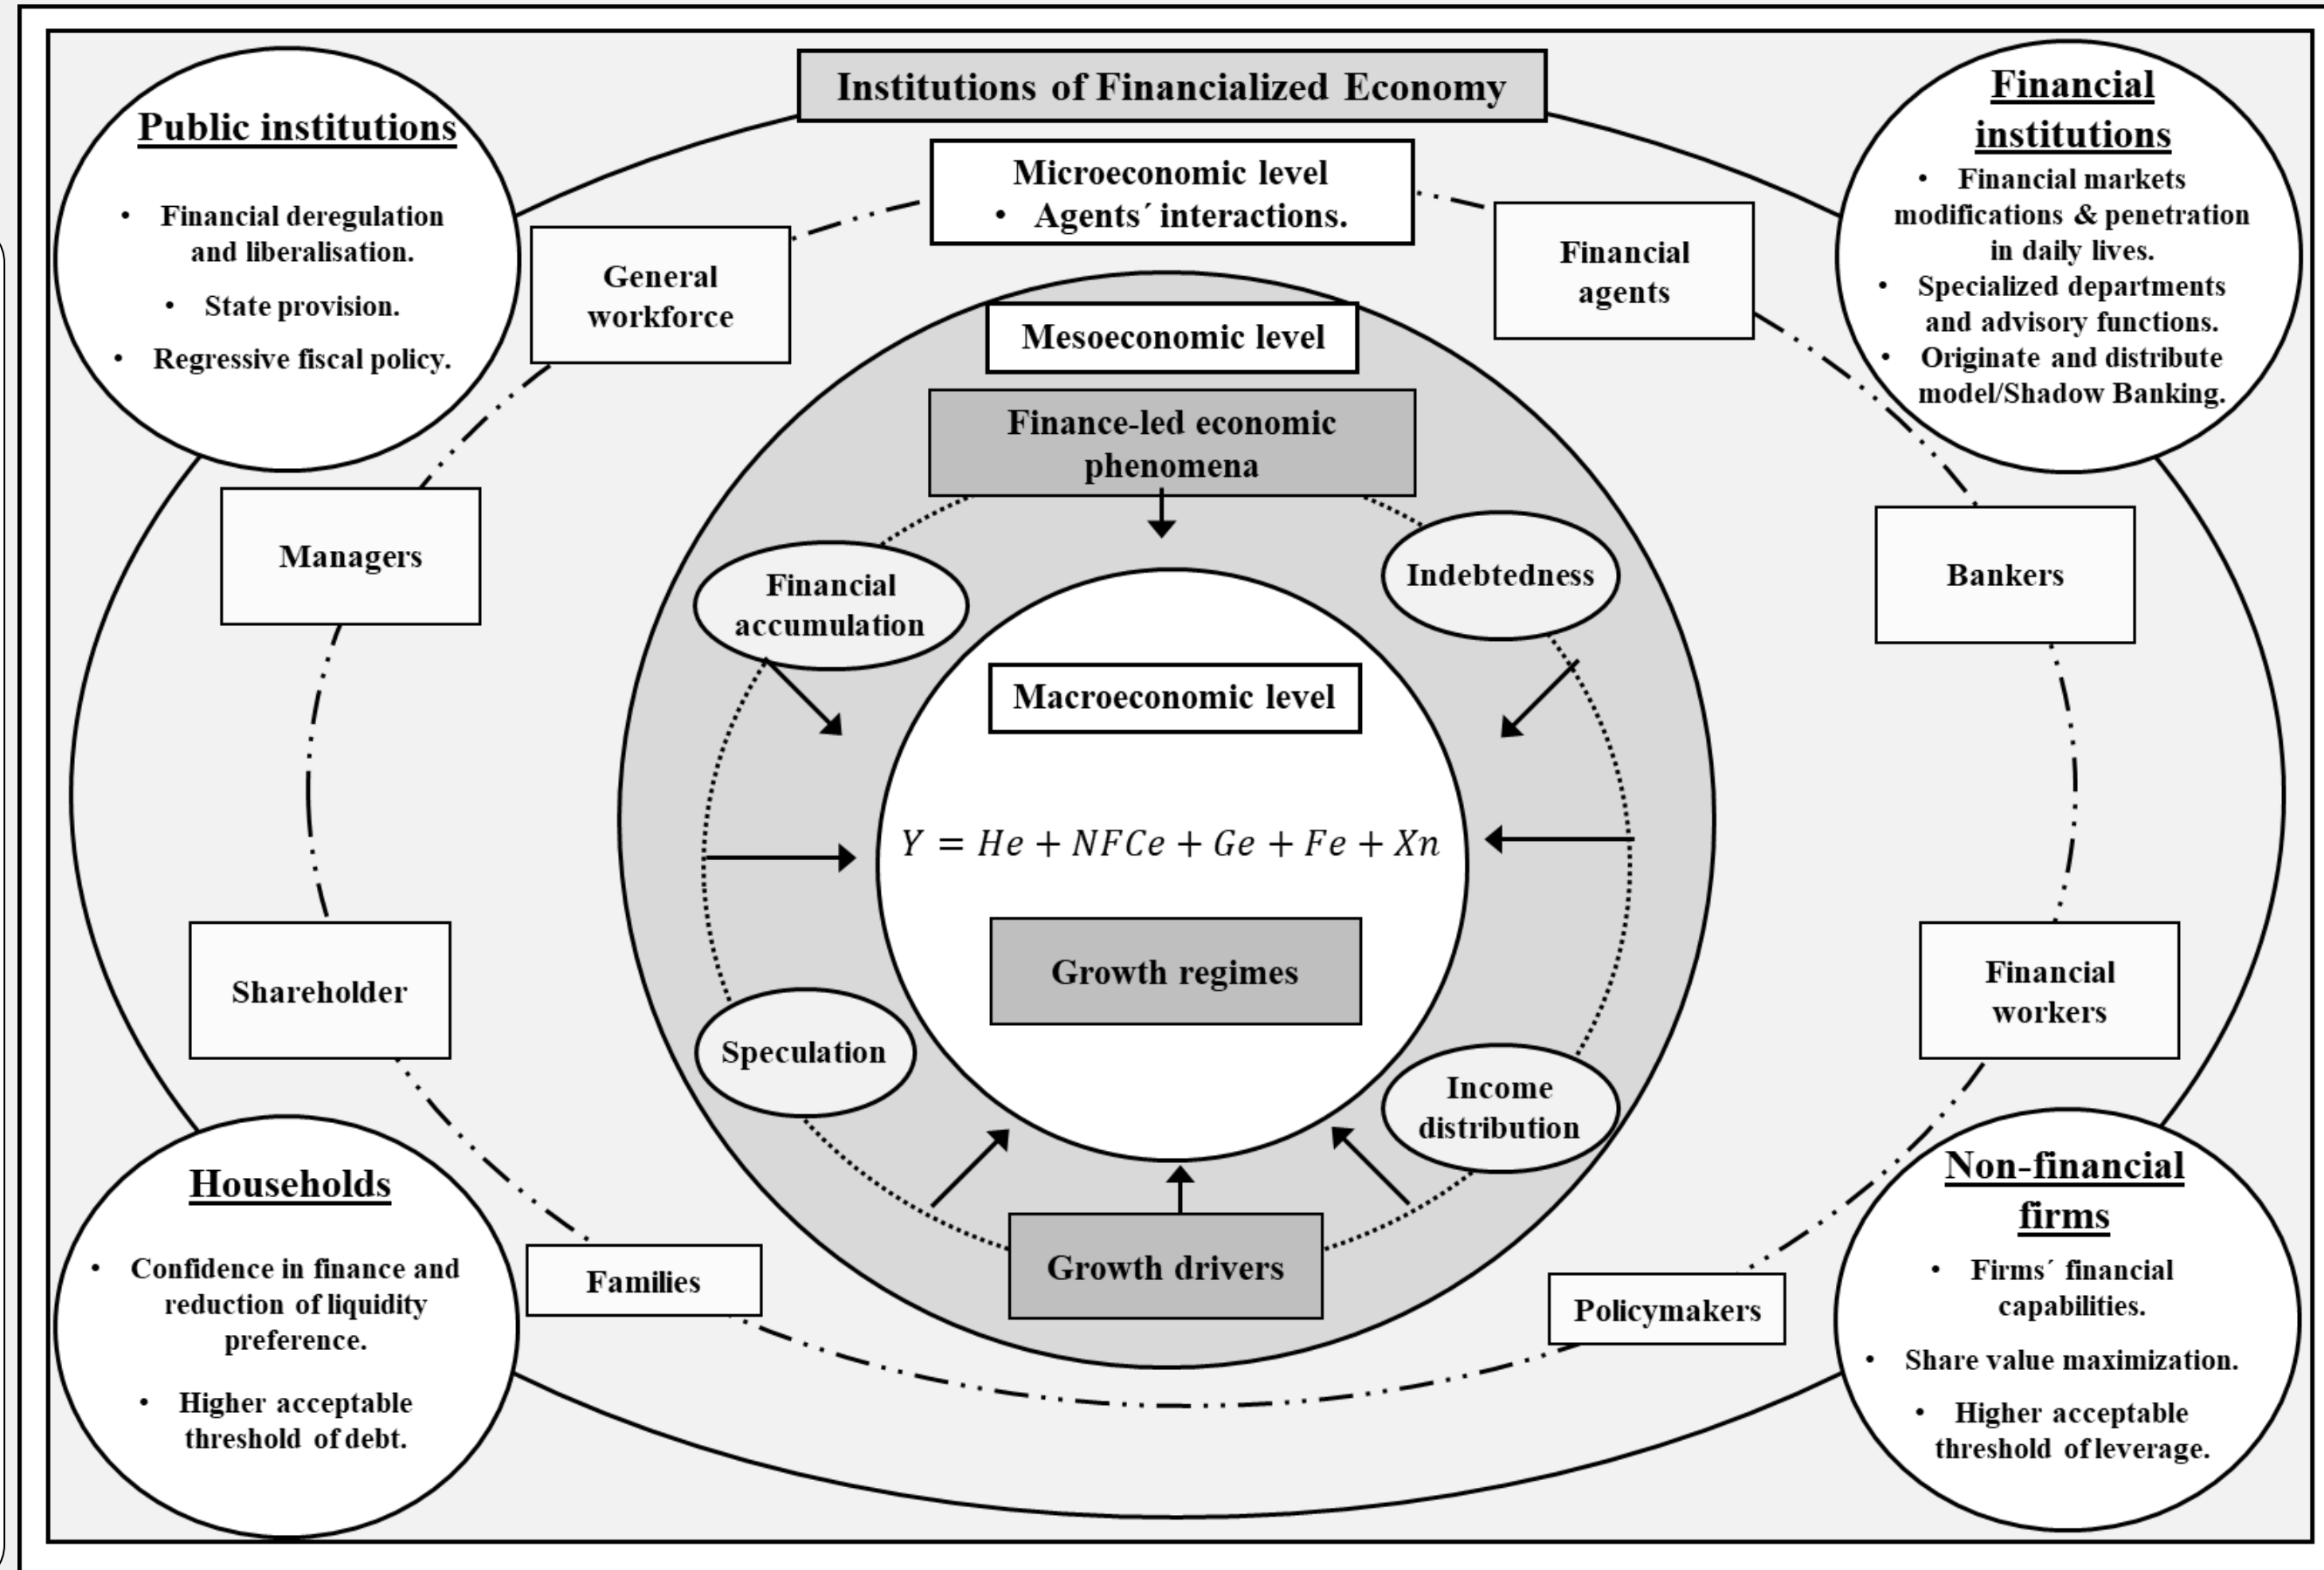 Institutions of Financialized Economy
Public institutions
• Financial deregulation
and liberalisation.
• State provision.
• Regressive fiscal policy.
Financial
institutions
• Financial markets
modifications & penetration
in daily lives.
• Specialized departments
and advisory functions.
• Originate and distribute
model/Shadow Banking.
Microeconomic level
• Agents´ interactions.
General
workforce
Financial
agents
Mesoeconomic level
Finance-led economic
phenomena
Managers
Bankers
Financial
accumulation
Indebtedness
Macroeconomic level
Y = He + NFCe + Ge + Fe + Xn
Growth regimes
Shareholder
Financial
workers
Speculation
Income
distribution
Growth drivers
Families
Policymakers
Households
• Confidence in finance and
reduction of liquidity
preference.
• Higher acceptable
threshold of debt.
Non-financial
firms
• Firms´ financial
capabilities.
• Share value maximization.
• Higher acceptable
threshold of leverage.